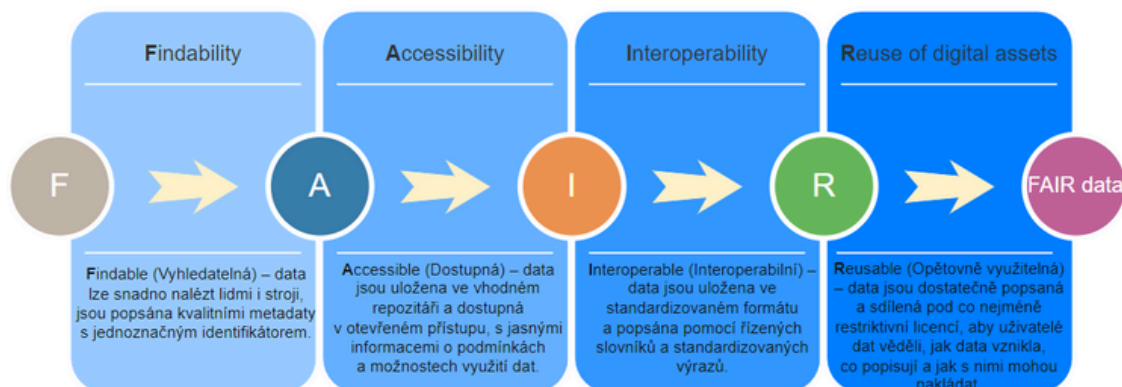 Findability
Accessibility
Interoperability
Reuse of digital assets
F
A
I
R
FAIR data
Findable (Vyhledatelná) – data
lze snadno nalézt lidmi i stroji,
jsou popsána kvalitními metadaty
s jednoznačným identifikátorem.
Accessible (Dostupná) – data
jsou uložena ve vhodném
repozitáři a dostupná
v otevřeném přístupu, s jasnými
informacemi o podmínkách
a možnostech využití dat.
Interoperable (Interoperabilní) –
data jsou uložena ve
standardizovaném formátu
a popsána pomocí řízených
slovníků a standardizovaných
výrazů.
Reusable (Opětovně využitelná)
– data jsou dostatečně popsaná
a sdílená pod co nejméně
restriktivní licencí, aby uživatelé
dat věděli, jak data vznikla,
co popisují a jak s nimi mohou
nakládat